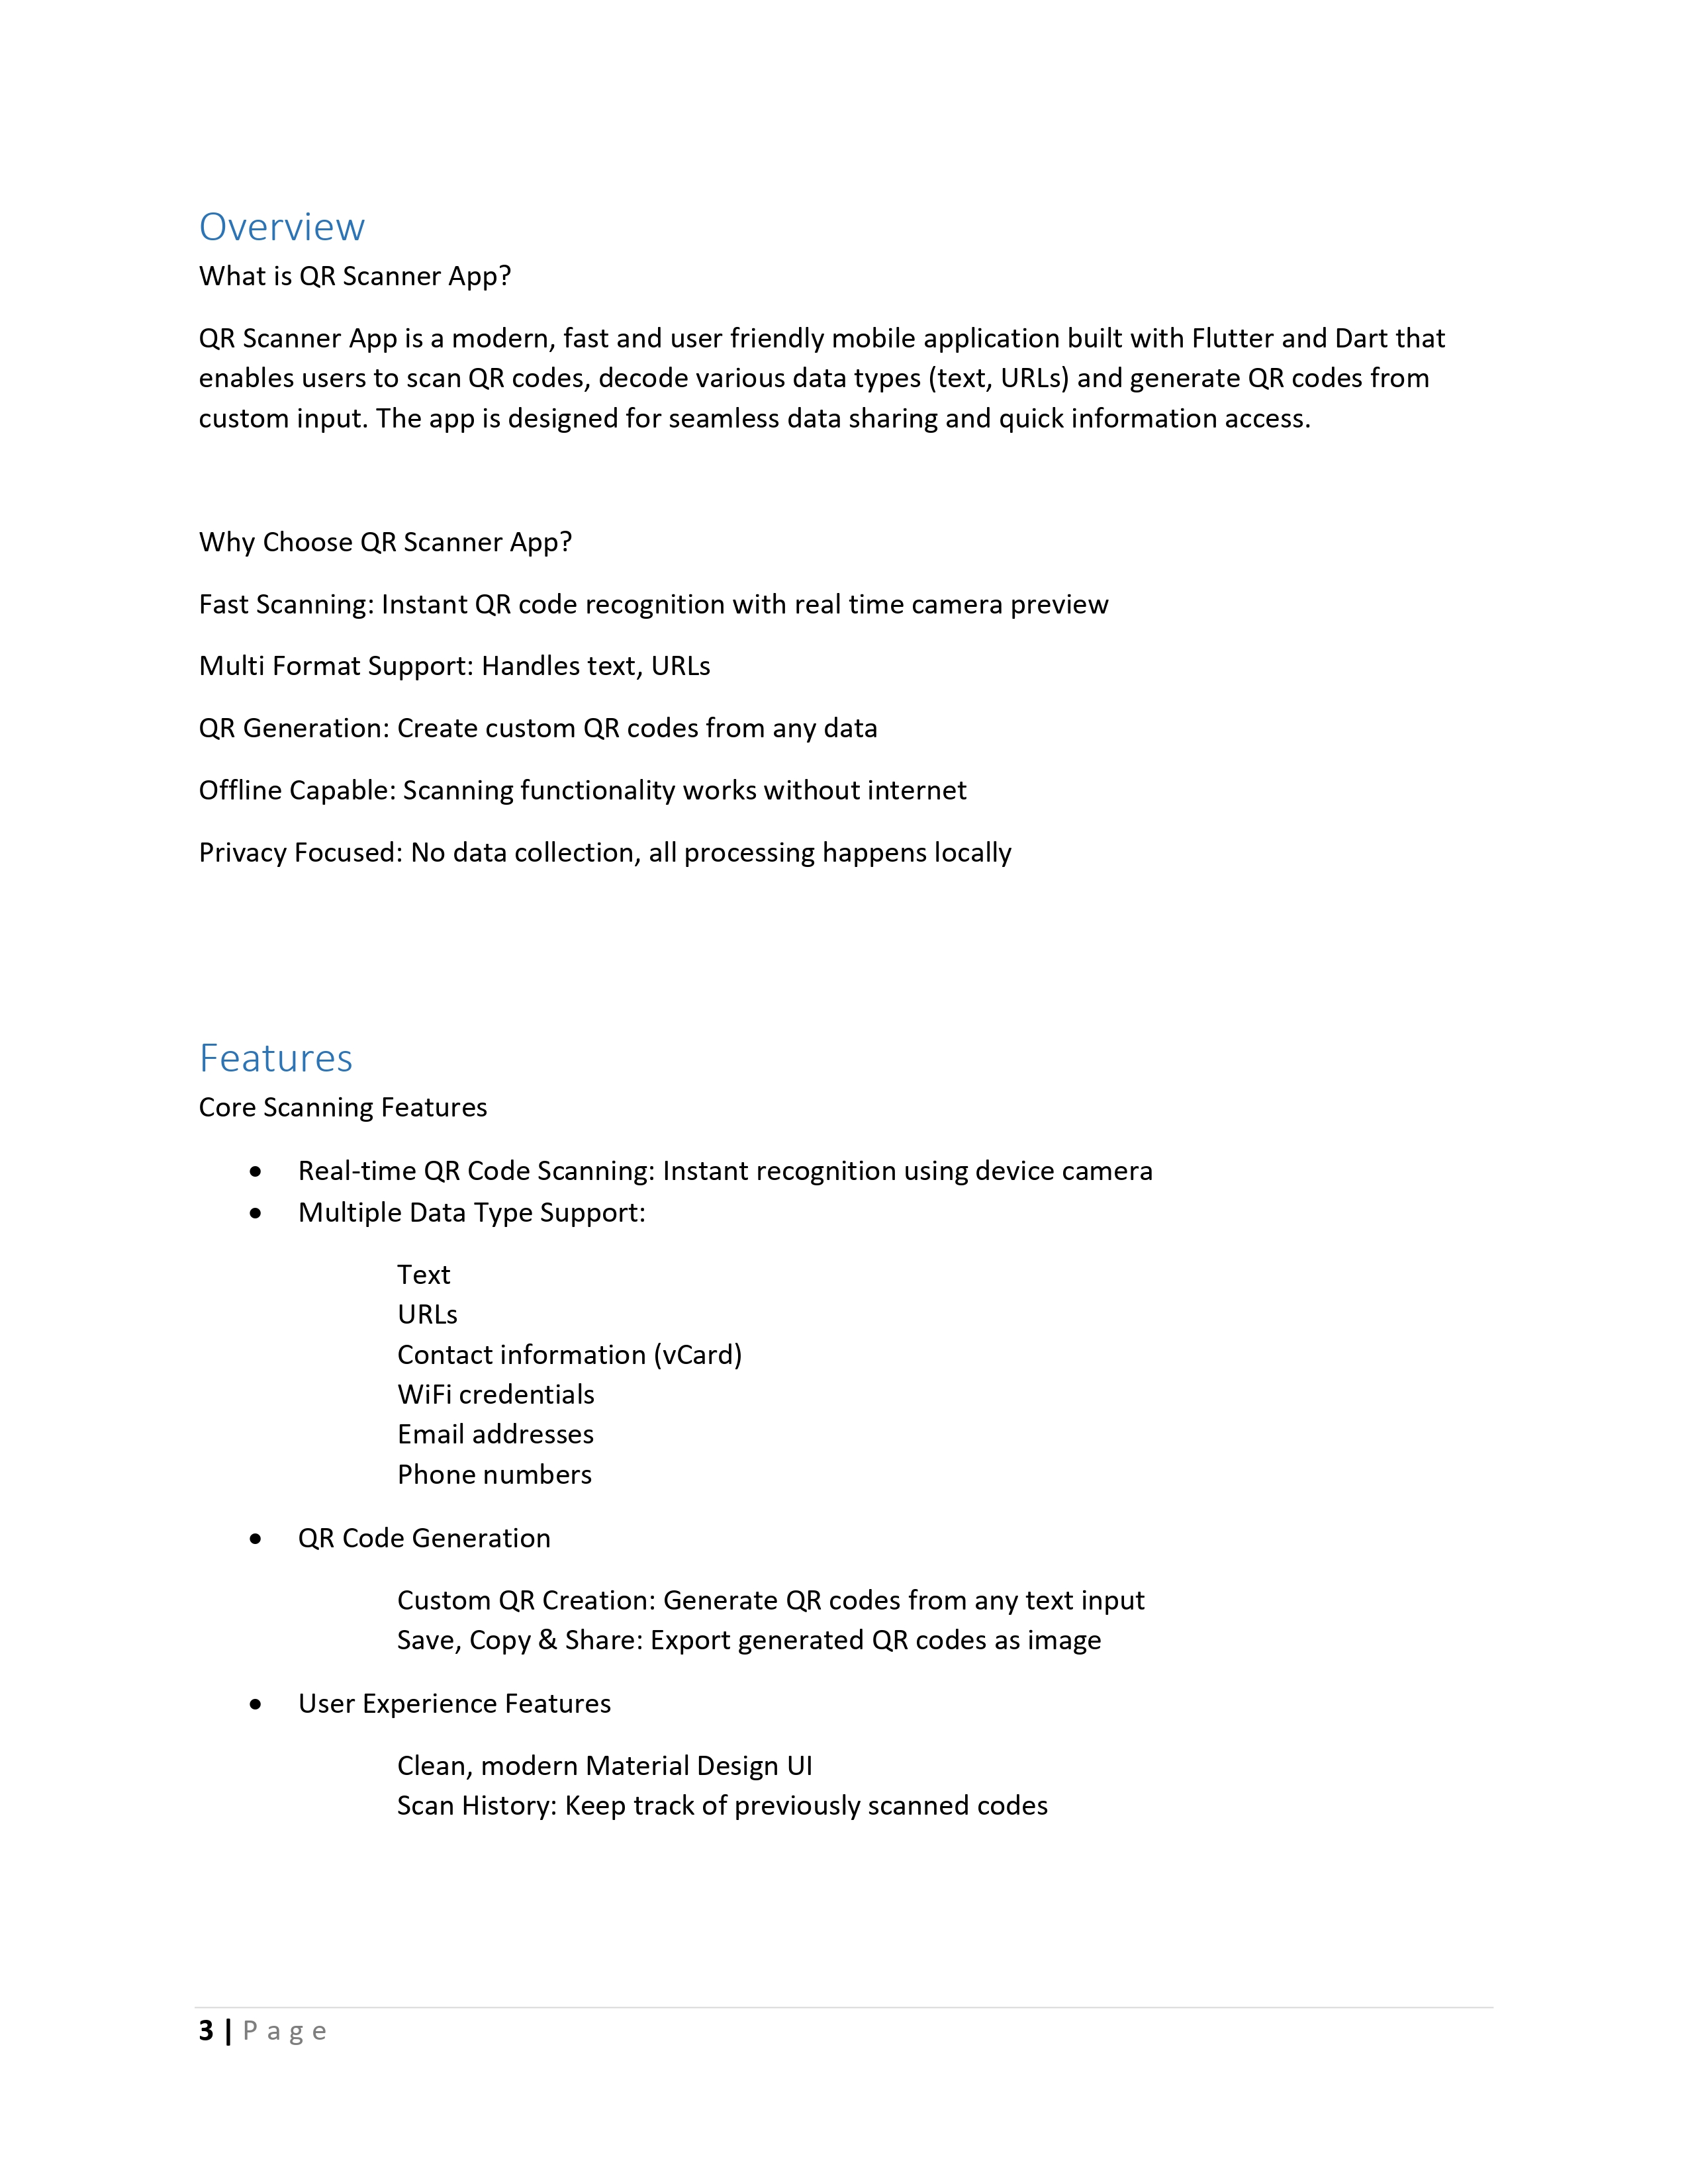 Overview
What is QR Scanner App?
QR Scanner App is a modern, fast and user friendly mobile application built with Flutter and Dart that
enables users to scan QR codes, decode various data types (text, URLs) and generate QR codes from
custom input. The app is designed for seamless data sharing and quick information access.
Why Choose QR Scanner App?
Fast Scanning: Instant QR code recognition with real time camera preview
Multi Format Support: Handles text, URLs
QR Generation: Create custom QR codes from any data
Offline Capable: Scanning functionality works without internet
Privacy Focused: No data collection, all processing happens locally
Features
Core Scanning Features
• Real-time QR Code Scanning: Instant recognition using device camera
• Multiple Data Type Support:
Text
URLs
Contact information (vCard)
WiFi credentials
Email addresses
Phone numbers
• QR Code Generation
Custom QR Creation: Generate QR codes from any text input
Save, Copy & Share: Export generated QR codes as image
• User Experience Features
Clean, modern Material Design UI
Scan History: Keep track of previously scanned codes
3 | Page